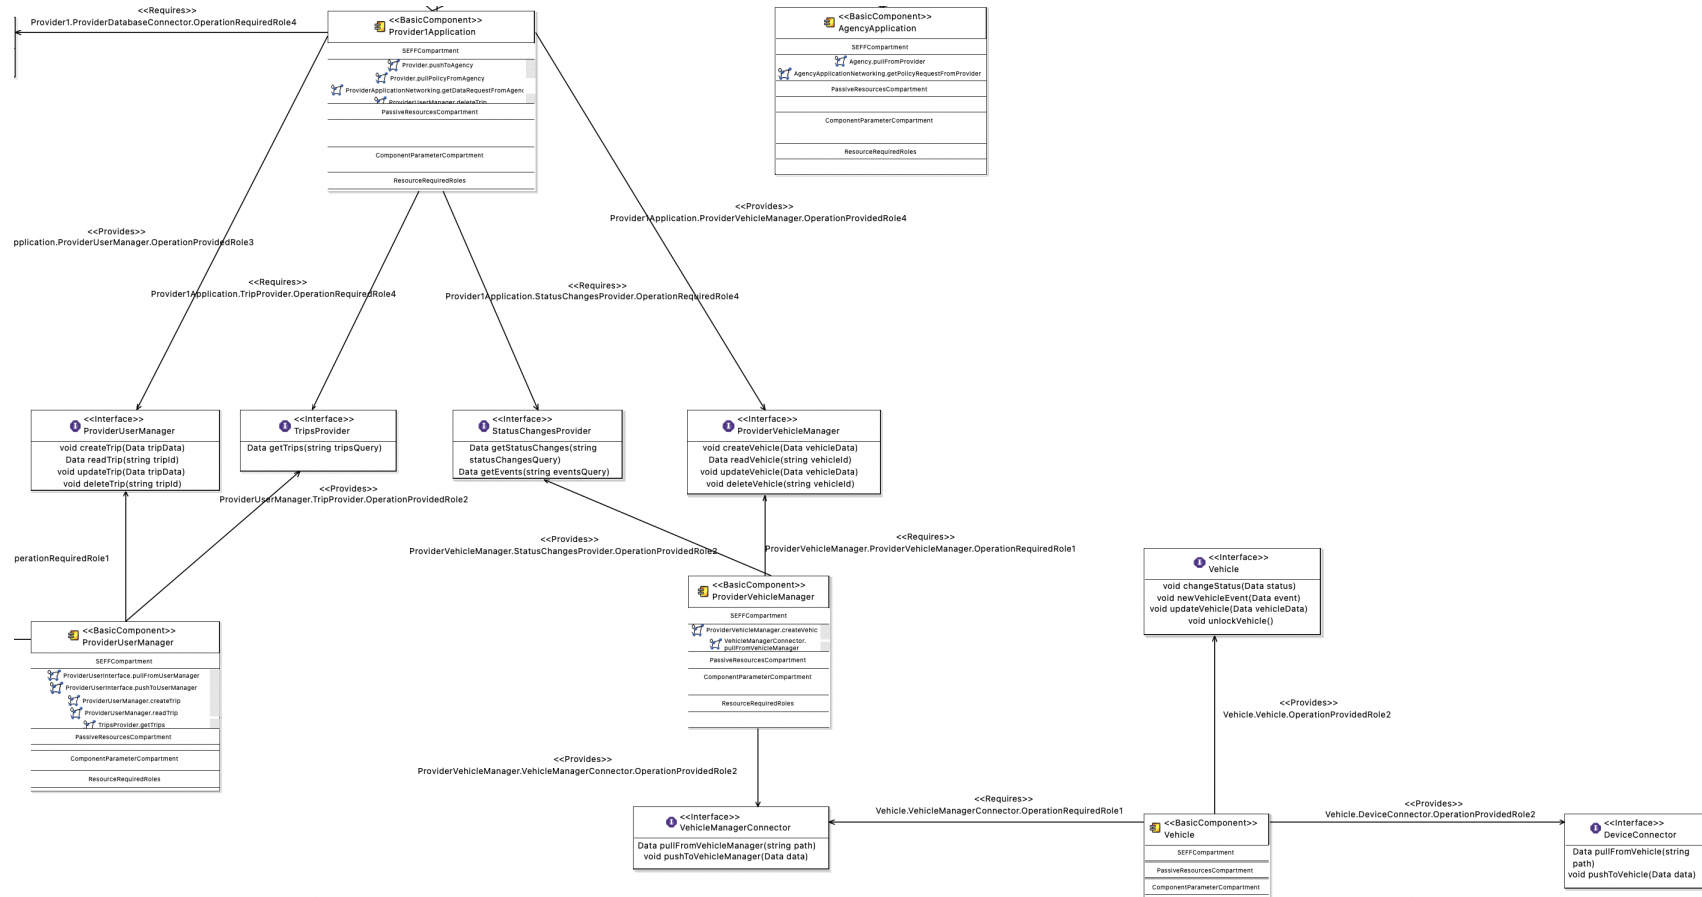 <<Requires>>
Provider1.ProviderDatabaseConnector.OperationRequiredRole4
<<BasicComponent>>
Provider1Application
SEFFCompartment
Provider.pushToAgency
Provider.pullPolicyFromAgency
ProviderApplicationNetworking.getDataRequestFromAgenc
ProviderUserManager.deleteTrip
PassiveResourcesCompartment
ComponentParameterCompartment
ResourceRequiredRoles
<<BasicComponent>>
AgencyApplication
SEFFCompartment
Agency.pullFromProvider
AgencyApplicationNetworking.getPolicyRequestFromProvider
PassiveResourcesCompartment
ComponentParameterCompartment
ResourceRequiredRoles
<<Provides>>
pplication.ProviderUserManager.OperationProvidedRole3
<<Provides>>
Provider1Application.ProviderVehicleManager.OperationProvidedRole4
<<Requires>>
Provider1Application.TripProvider.OperationRequiredRole4
<<Requires>>
Provider1Application.StatusChangesProvider.OperationRequiredRole4
<<Interface>>
ProviderUserManager
void createTrip(Data tripData)
Data readTrip(string tripId)
void updateTrip(Data tripData)
void deleteTrip(string tripId)
<<Interface>>
TripsProvider
Data getTrips(string tripsQuery)
<<Interface>>
StatusChangesProvider
Data getStatusChanges(string
statusChangesQuery)
Data getEvents(string eventsQuery)
<<Interface>>
ProviderVehicleManager
void createVehicle(Data vehicleData)
Data readVehicle(string vehicleId)
void updateVehicle(Data vehicleData)
void deleteVehicle(string vehicleId)
<<Provides>>
ProviderUserManager.TripProvider.OperationProvidedRole2
perationRequiredRole1
<<Provides>>
ProviderVehicleManager.StatusChangesProvider.OperationProvidedRole2
<<Requires>>
ProviderVehicleManager.ProviderVehicleManager.OperationRequiredRole1
<<BasicComponent>>
ProviderUserManager
SEFFCompartment
ProviderUserInterface.pullFromUserManager
ProviderUserInterface.pushToUserManager
ProviderUserManager.createTrip
ProviderUserManager.readTrip
TripsProvider.getTrips
PassiveResourcesCompartment
ComponentParameterCompartment
ResourceRequiredRoles
<<BasicComponent>>
ProviderVehicleManager
SEFFCompartment
ProviderVehicleManager.createVehic
VehicleManagerConnector.
pullFromVehicleManager
PassiveResourcesCompartment
ComponentParameterCompartment
ResourceRequiredRoles
<<Interface>>
Vehicle
void changeStatus(Data status)
void newVehicleEvent(Data event)
void updateVehicle(Data vehicleData)
void unlockVehicle()
<<Provides>>
Vehicle.Vehicle.OperationProvidedRole2
<<Provides>>
ProviderVehicleManager.VehicleManagerConnector.OperationProvidedRole2
<<Interface>>
VehicleManagerConnector
Data pullFromVehicleManager(string path)
void pushToVehicleManager(Data data)
<<Requires>>
Vehicle.VehicleManagerConnector.OperationRequiredRole1
<<BasicComponent>>
Vehicle
SEFFCompartment
PassiveResourcesCompartment
ComponentParameterCompartment
<<Provides>>
Vehicle.DeviceConnector.OperationProvidedRole2
<<Interface>>
DeviceConnector
Data pullFromVehicle(string
path)
void pushToVehicle(Data data)